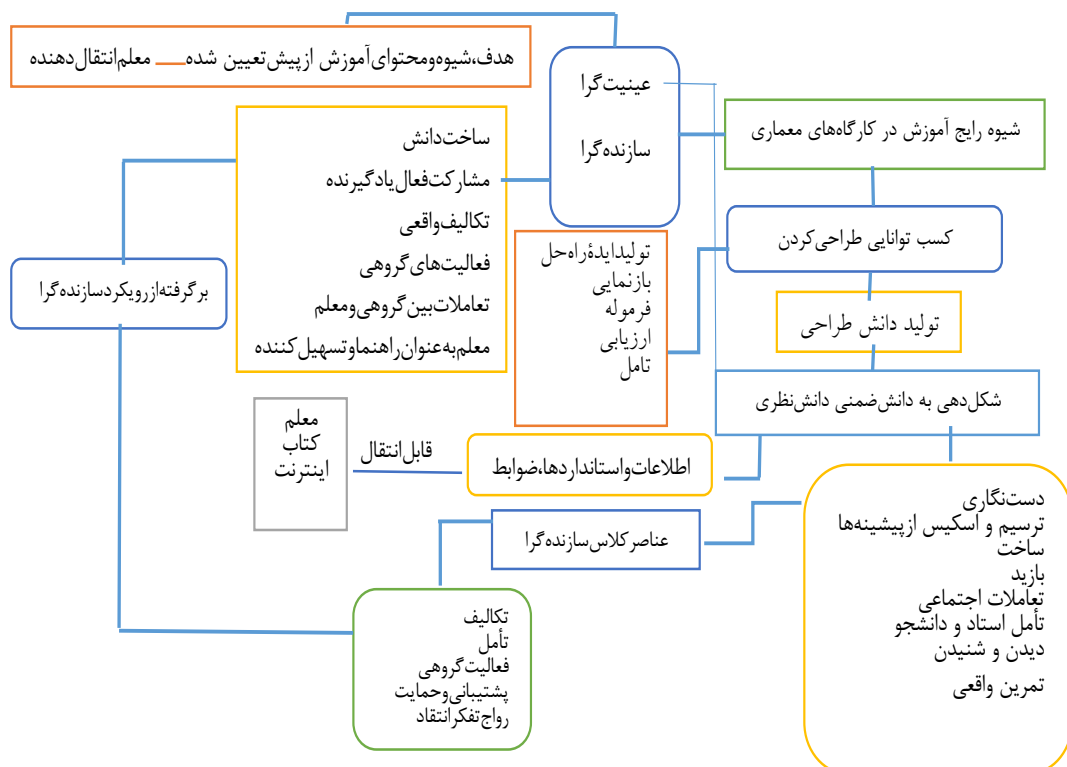 هدف،شیوه‌ومحتوای‌آموزش ازپیش‌تعیین شده — معلم‌انتقال‌دهنده
عینیت‌گرا
سازنده‌گرا
شیوه رایج آموزش در کارگاه‌های معماری
ساخت‌دانش
مشارکت‌فعال‌یادگیرنده
تکالیف‌واقعی
فعالیت‌های‌گروهی
تعاملات‌بین‌گروهی‌ومعلم
معلم‌به‌عنوان‌راهنماوتسهیل‌کننده
کسب توانایی طراحی‌کردن
تولیدایدۀراه‌حل
بازنمایی
فرموله
ارزیابی
تامل
برگرفته‌ازرویکردسازنده‌گرا
تولید دانش طراحی
شکل‌دهی به دانش‌ضمنی دانش‌نظری
اطلاعات‌واستانداردها،ضوابط
قابل‌انتقال
معلم
کتاب
اینترنت
دست‌نگاری
ترسیم و اسکیس ازپیشینه‌ها
ساخت
بازید
تعاملات اجتماعی
تأمل استاد و دانشجو
دیدن و شنیدن
تمرین واقعی
عناصرکلاس‌سازنده‌گرا
تکالیف
تأمل
فعالیت‌گروهی
پشتیبانی‌وحمایت
رواج‌تفکرانتقاد